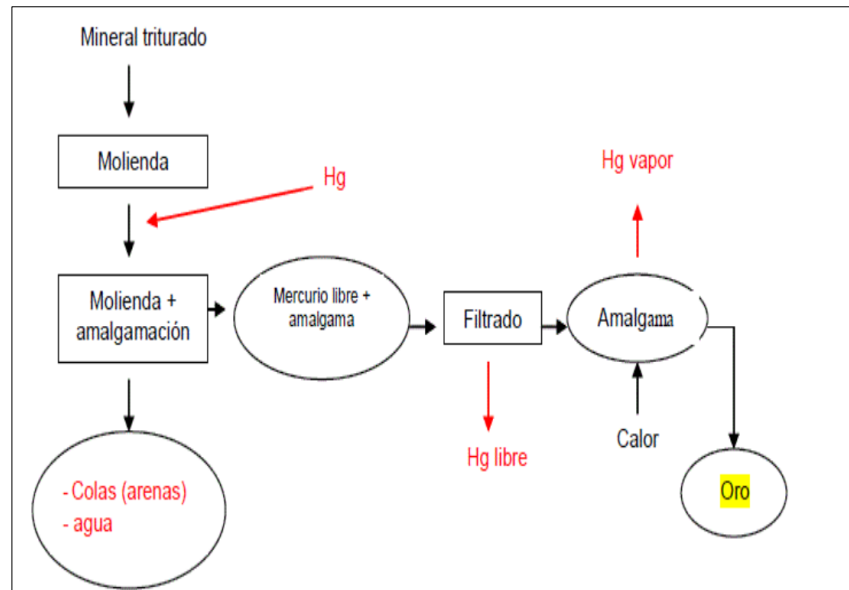 Mineral triturado
Molienda
Hg
Hg vapor
Molienda +
amalgamación
Mercurio libre +
amalgama
Filtrado
Amalgama
Hg libre
Calor
- Colas (arenas)
- agua
Oro